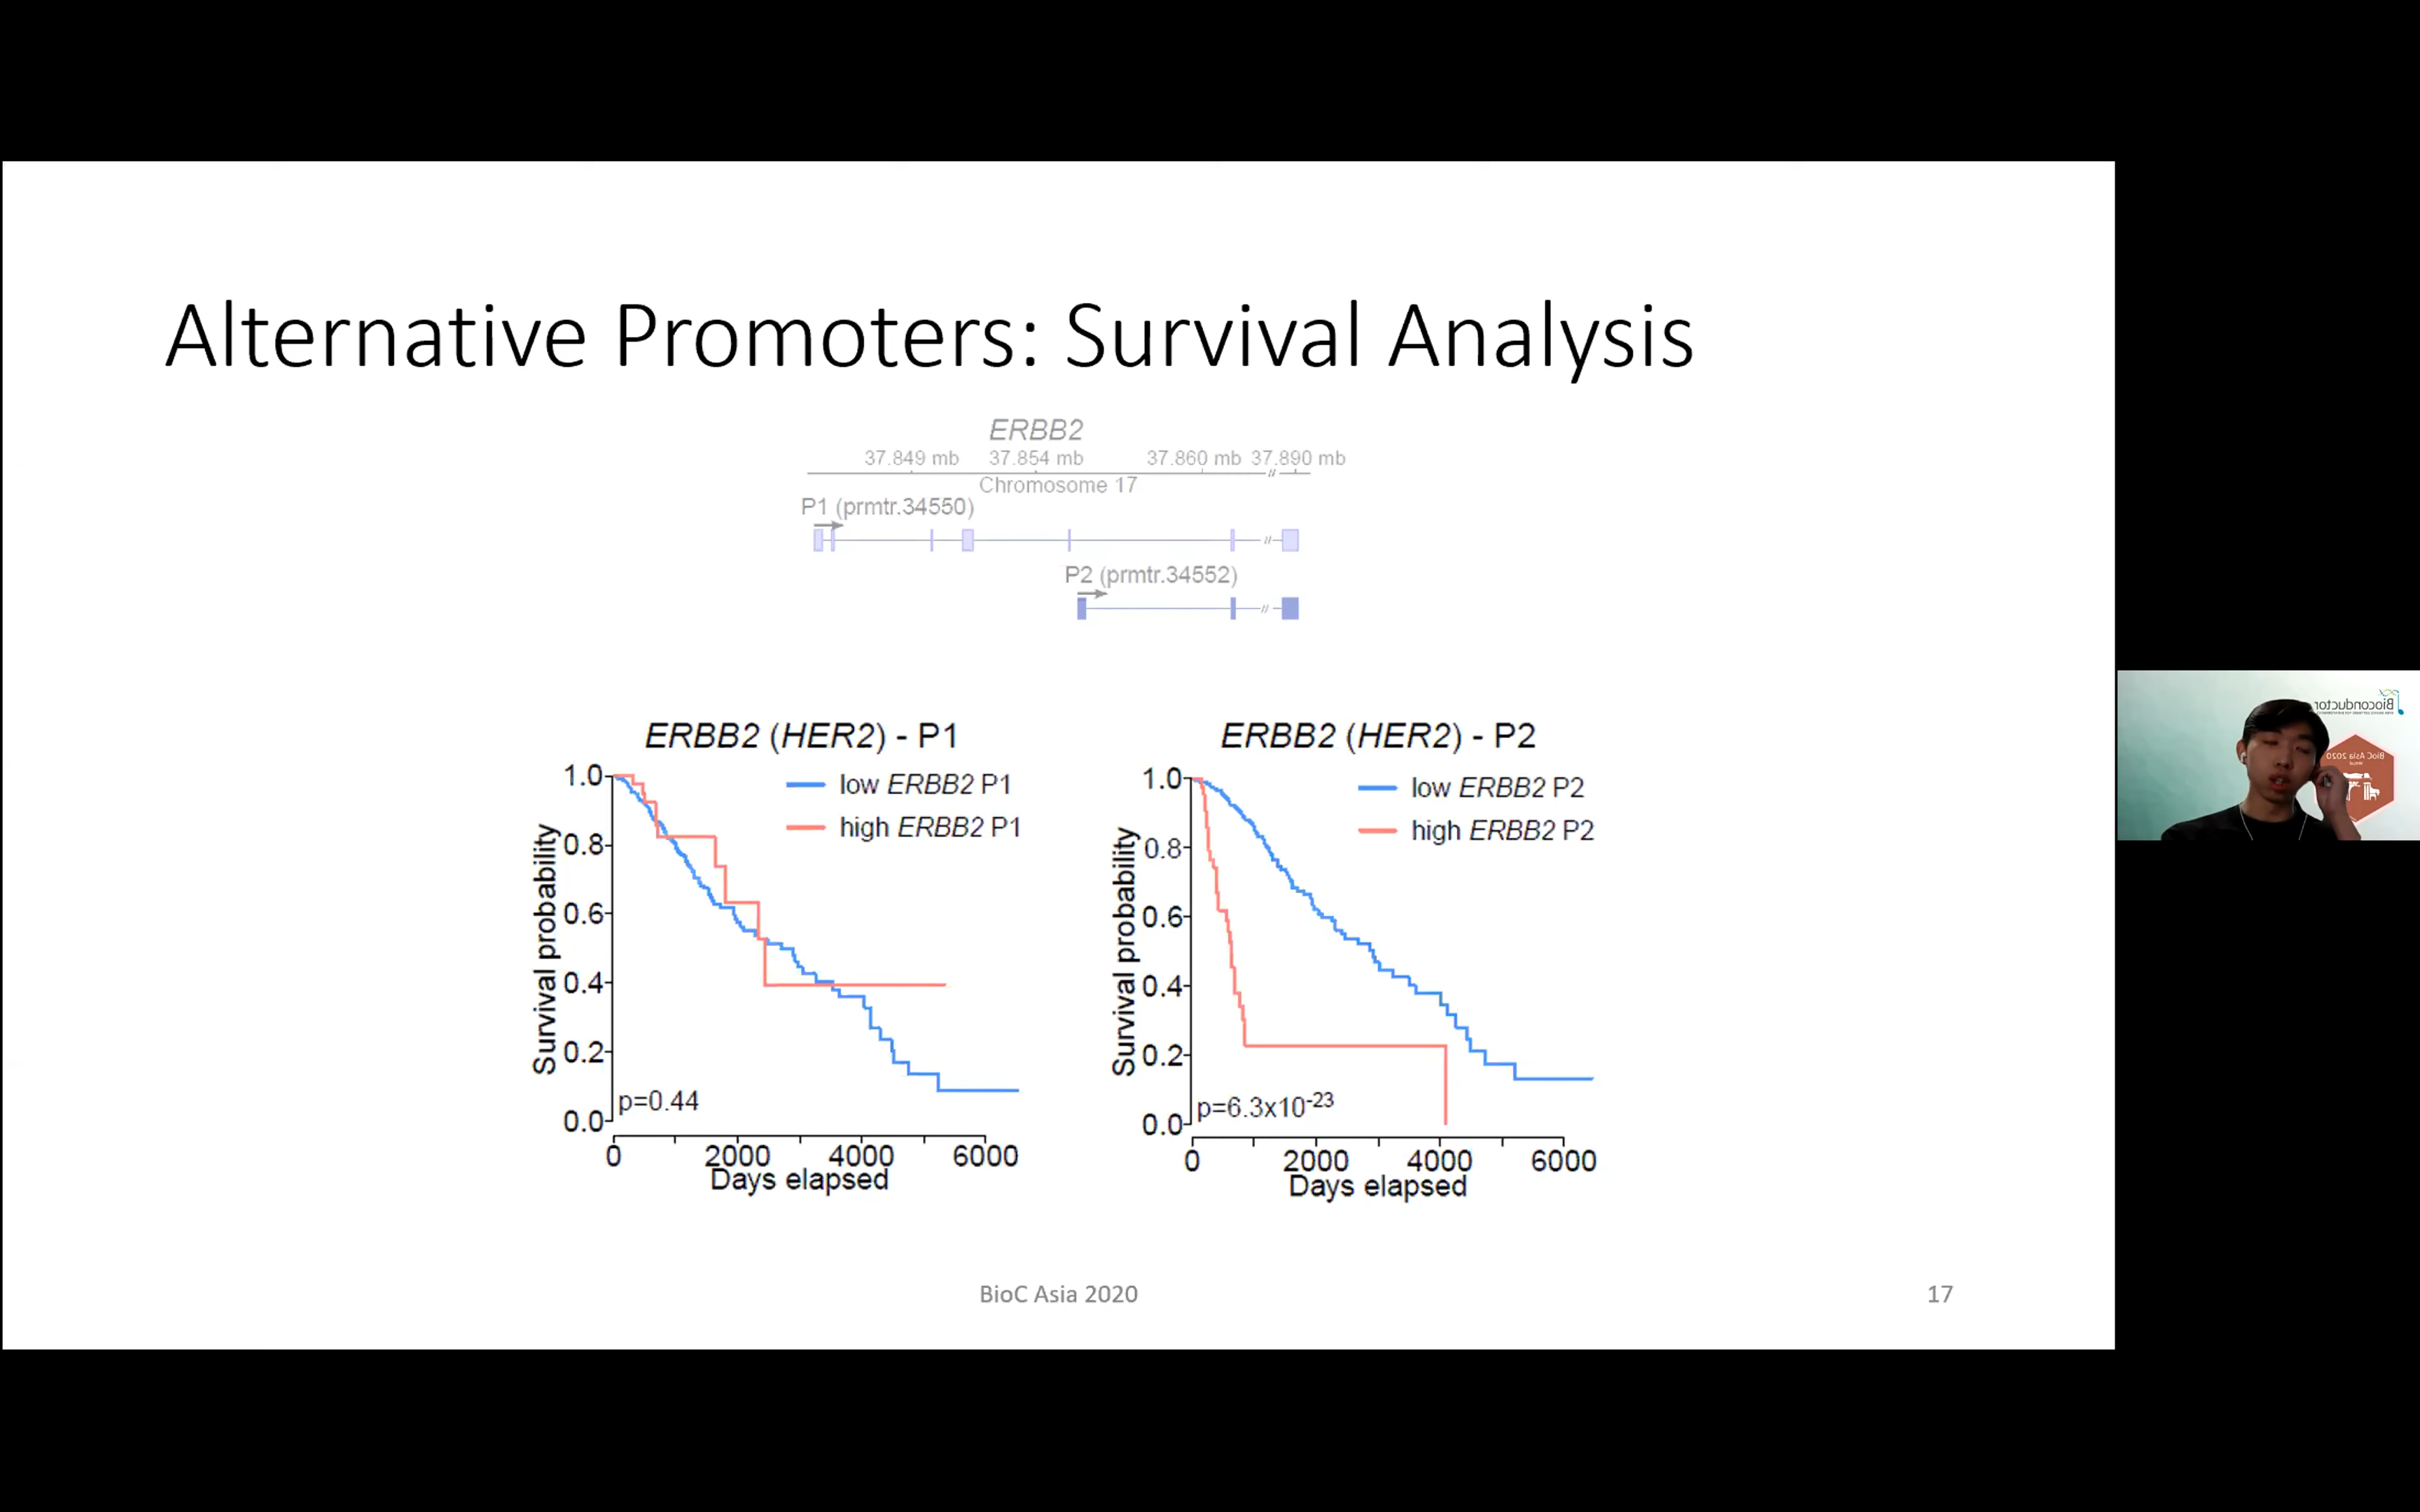 Alternative Promoters: Survival Analysis
ERBB2
37.849 mb 37.854 mb 37.860 mb 37.890 mb
Chromosome 17
P1 (prmtr.34550)
P2 (prmtr.34552)
ERBB2 (HER2) - P1
low ERBB2 P1
high ERBB2 P1
Survival probability
1.0
0.8
0.6
0.4
0.2
0.0
p=0.44
0 2000 4000 6000
Days elapsed
ERBB2 (HER2) - P2
low ERBB2 P2
high ERBB2 P2
Survival probability
1.0
0.8
0.6
0.4
0.2
0.0
p=6.3x10-23
0 2000 4000 6000
Days elapsed
Bioconductor
BioC Asia 2020
BioC Asia 2020
17